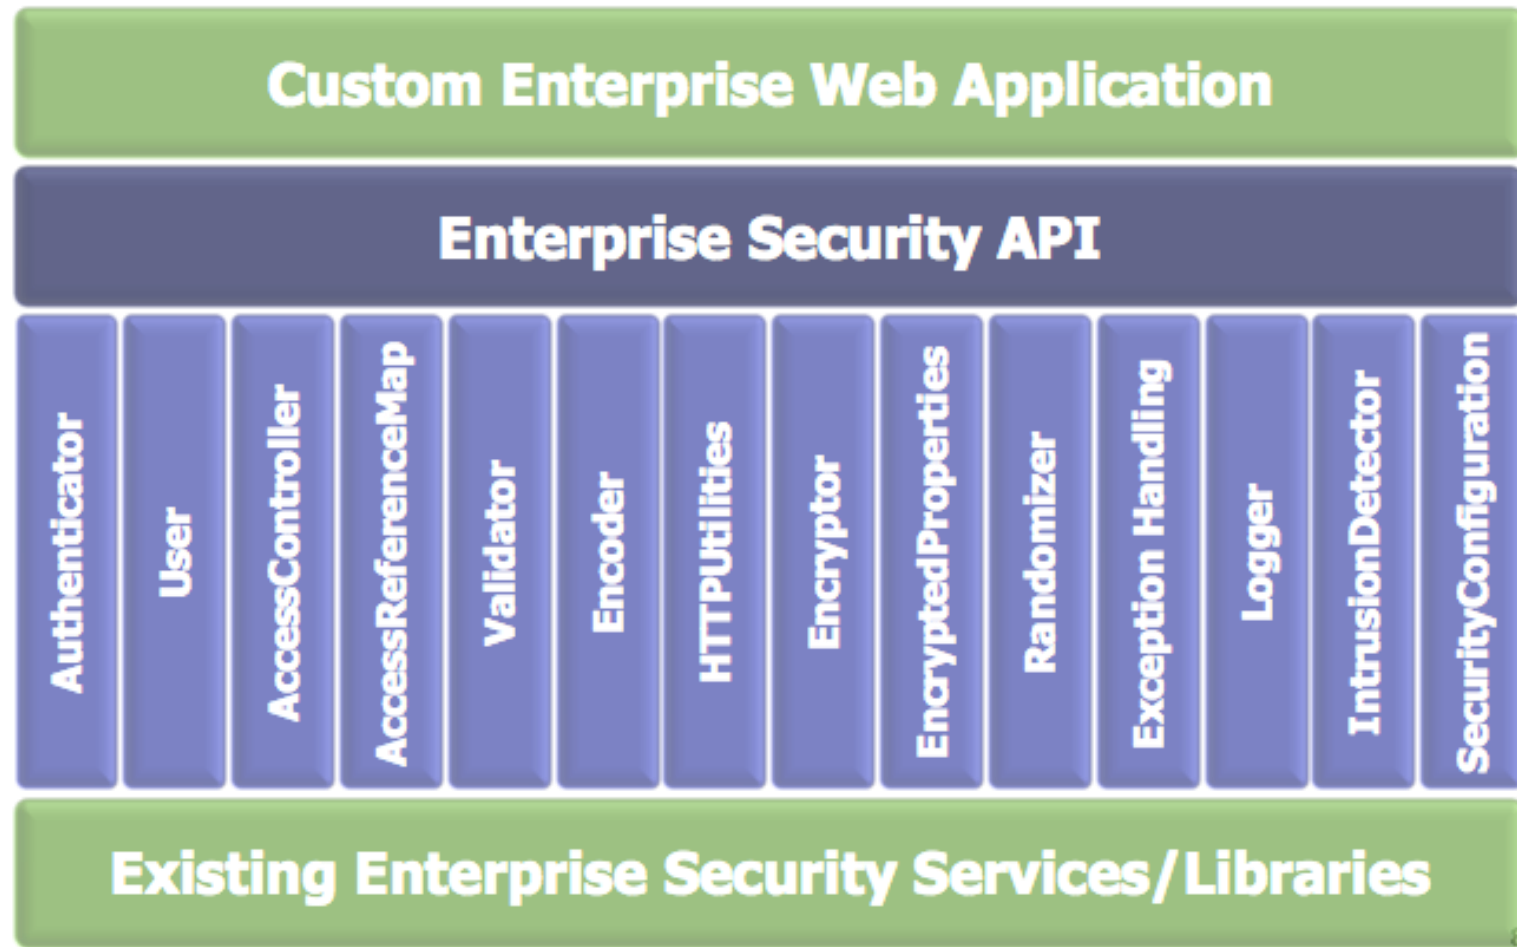 Custom Enterprise Web Application
Enterprise Security API
Authenticator
User
AccessController
AccessReferenceMap
Validator
Encoder
HTTPUtilities
Encryptor
EncryptedProperties
Randomizer
Exception Handling
Logger
IntrusionDetector
SecurityConfiguration
Existing Enterprise Security Services/Libraries